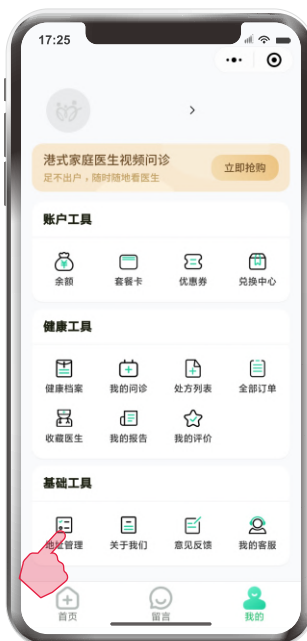 17:25
港式家庭医生视频问诊
足不出户，随时随地看医生
立即抢购
账户工具
余额 套餐卡 优惠券 兑换中心
健康工具
健康档案 我的问诊 处方列表 全部订单
收藏医生 我的报告 我的评价
基础工具
地址管理 关于我们 意见反馈 我的客服
首页 留言 我的